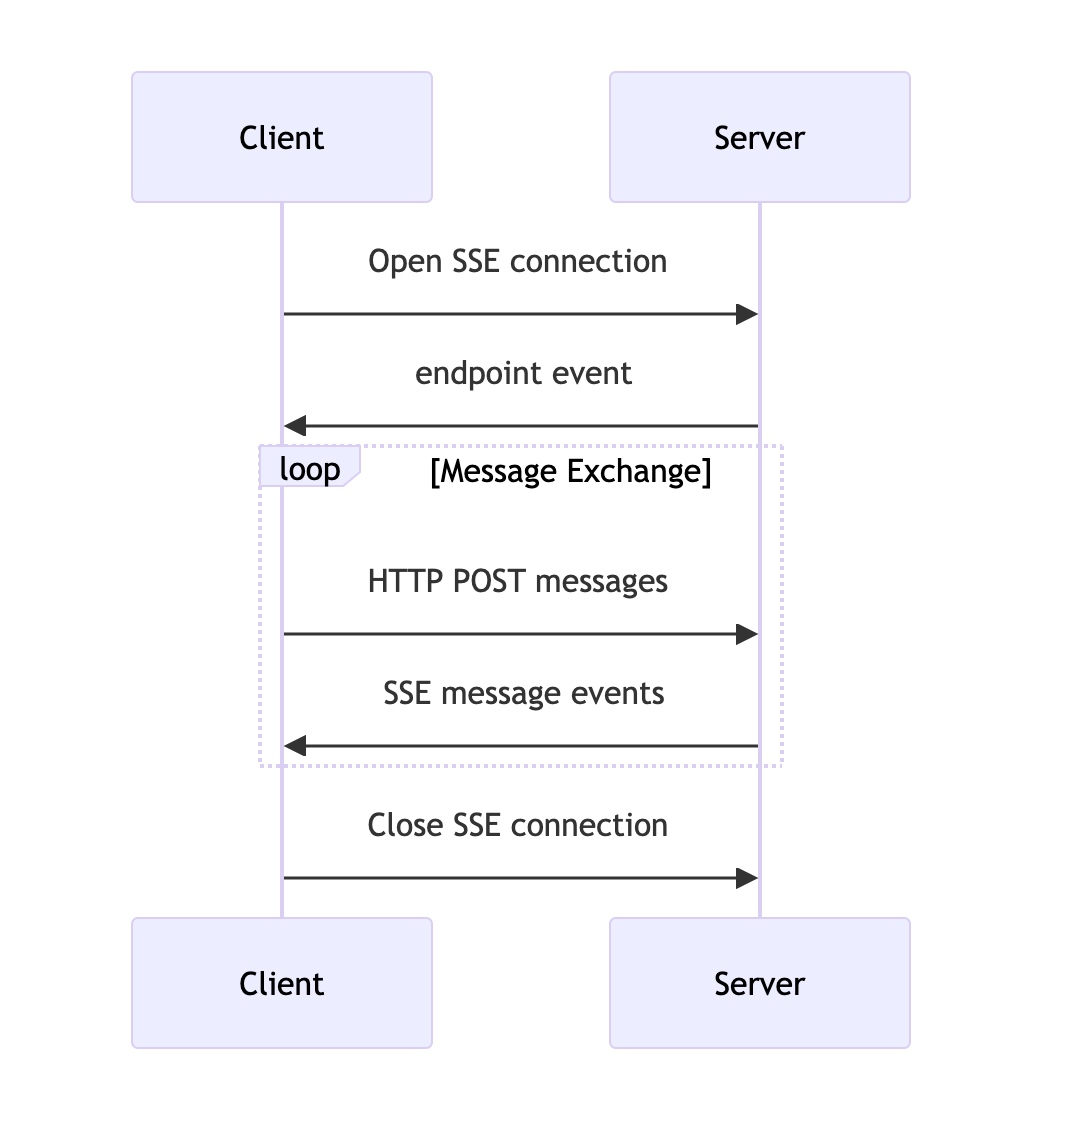 Client
Server
Open SSE connection
endpoint event
loop
[Message Exchange]
HTTP POST messages
SSE message events
Close SSE connection
Client
Server